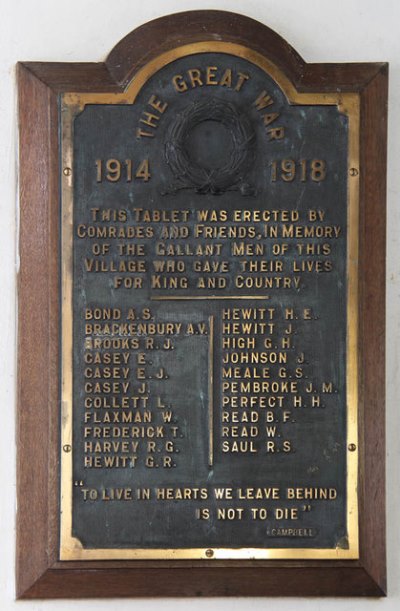 THE GREAT WAR
1914 1918
THIS TABLET WAS ERECTED BY
COMRADES AND FRIENDS, IN MEMORY
OF THE GALLANT MEN OF THIS
VILLAGE WHO GAVE THEIR LIVES
FOR KING AND COUNTRY.
BOND A.S.
BRACKENBURY A.V.
BROOKS R.J.
CASEY E.
CASEY E.J.
CASEY J.
COLLETT L.
FLAXMAN W.
FREDERICK T.
HARVEY R.G.
HEWITT G.R.
HEWITT H.E.
HEWITT J.
HIGH G.H.
JOHNSON J.
MEALE G.S.
PEMBROKE J.M.
PERFECT H.H.
READ B.F.
READ W.
SAUL R.S.
"TO LIVE IN HEARTS WE LEAVE BEHIND
IS NOT TO DIE"
CAMPBELL